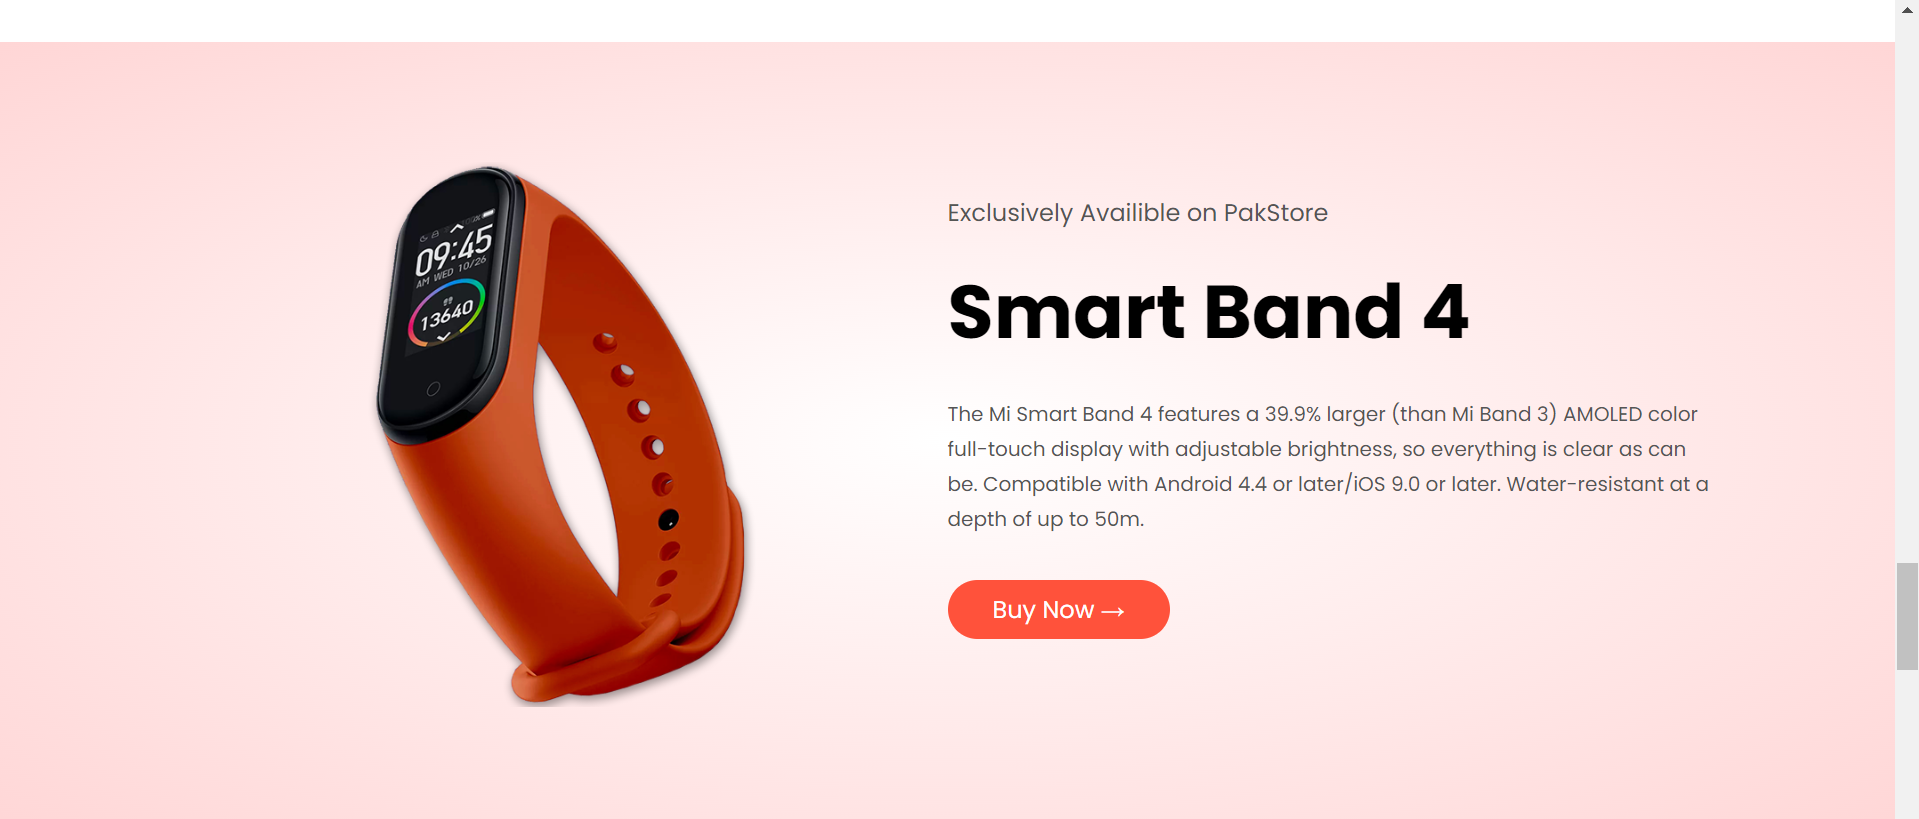 100%
09:45
AM WED 10/26
13640
Exclusively Availible on PakStore
Smart Band 4
The Mi Smart Band 4 features a 39.9% larger (than Mi Band 3) AMOLED color
full-touch display with adjustable brightness, so everything is clear as can
be. Compatible with Android 4.4 or later/iOS 9.0 or later. Water-resistant at a
depth of up to 50m.
Buy Now →